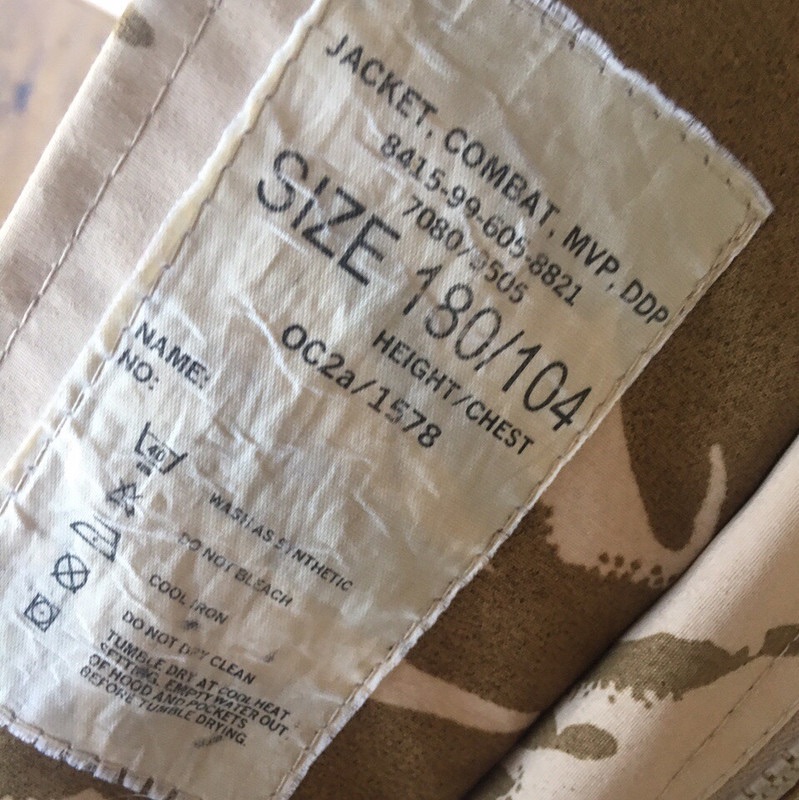 JACKET, COMBAT, MVP, DDP
8415-99-605-8821
7080/9505
SIZE 180/104
HEIGHT/CHEST
OC2a/1578
NAME:
NO:
40
WASH AS SYNTHETIC
DO NOT BLEACH
COOL IRON
DO NOT DRY CLEAN
TUMBLE DRY AT COOL HEAT
SETTING. EMPTY WATER OUT
OF HOOD AND POCKETS
BEFORE TUMBLE DRYING.